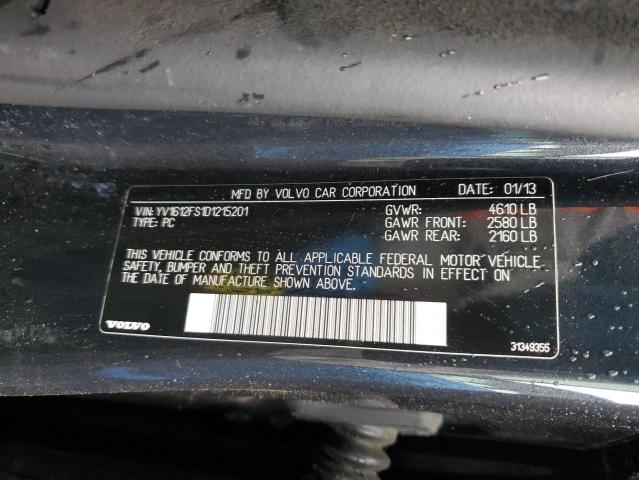 MFD BY VOLVO CAR CORPORATION DATE: 01/13
VIN: YV1612FS1D1215201 GVWR: 4610 LB
TYPE: PC GAWR FRONT: 2580 LB
GAWR REAR: 2160 LB
THIS VEHICLE CONFORMS TO ALL APPLICABLE FEDERAL MOTOR VEHICLE
SAFETY, BUMPER AND THEFT PREVENTION STANDARDS IN EFFECT ON
THE DATE OF MANUFACTURE SHOWN ABOVE.
VOLVO 31349355